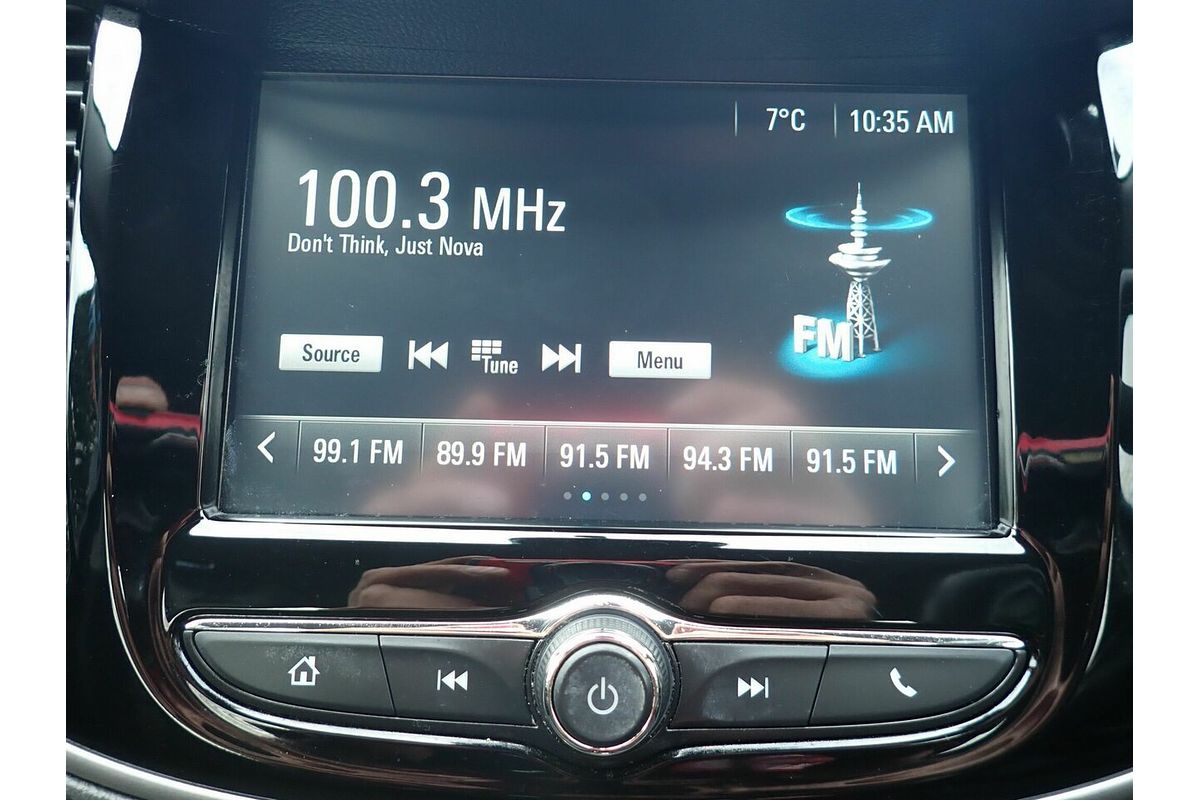 7°C 10:35 AM
100.3 MHz
Don't Think, Just Nova
FM
Source Tune Menu
99.1 FM 89.9 FM 91.5 FM 94.3 FM 91.5 FM